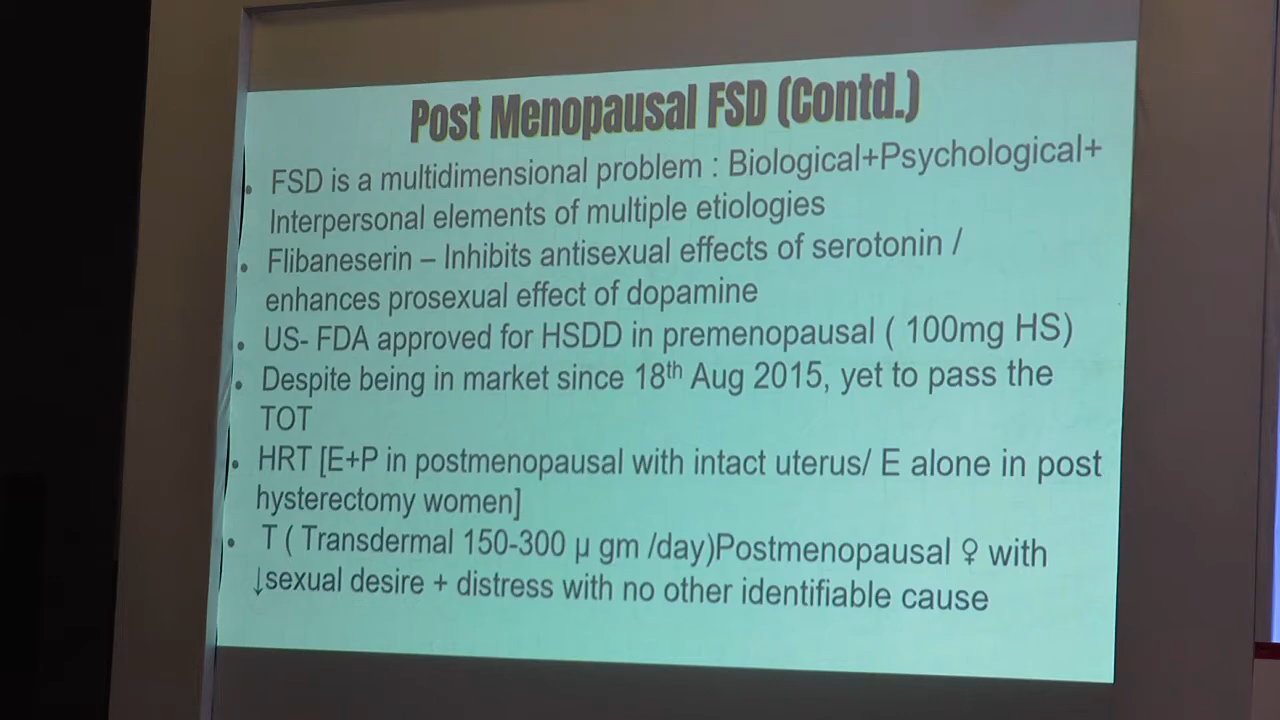 Post Menopausal FSD (Contd.)
• FSD is a multidimensional problem : Biological+Psychological+
Interpersonal elements of multiple etiologies
• Flibaneserin – Inhibits antisexual effects of serotonin /
enhances prosexual effect of dopamine
• US- FDA approved for HSDD in premenopausal ( 100mg HS)
• Despite being in market since 18th Aug 2015, yet to pass the
TOT
• HRT [E+P in postmenopausal with intact uterus/ E alone in post
hysterectomy women]
• T ( Transdermal 150-300 µ gm /day)Postmenopausal ♀ with
↓sexual desire + distress with no other identifiable cause